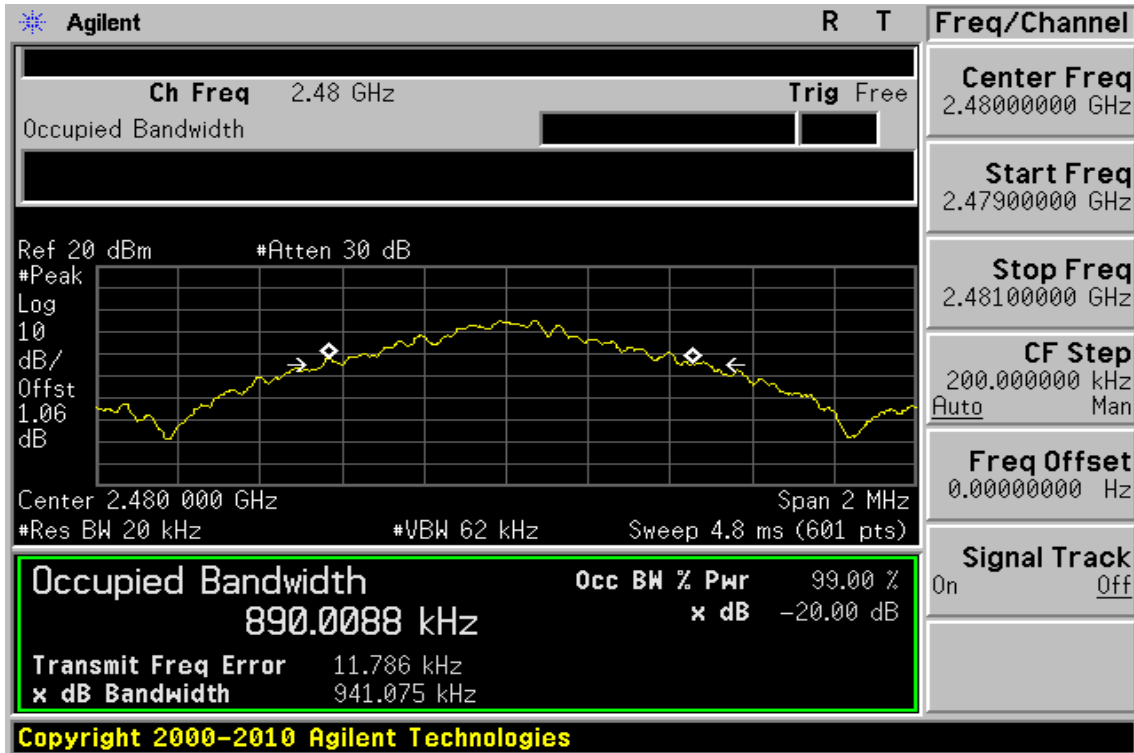 Agilent
R T
Freq/Channel
Ch Freq 2.48 GHz
Trig Free
Occupied Bandwidth
Center Freq
2.48000000 GHz
Start Freq
2.47900000 GHz
Stop Freq
2.48100000 GHz
CF Step
200.000000 kHz
Auto Man
Freq Offset
0.00000000 Hz
Signal Track
On Off
Ref 20 dBm #Atten 30 dB
#Peak
Log
10
dB/
Offst
1.06
dB
Center 2.480 000 GHz Span 2 MHz
#Res BW 20 kHz #VBW 62 kHz Sweep 4.8 ms (601 pts)
Occupied Bandwidth
890.0088 kHz
Occ BW % Pwr 99.00 %
x dB -20.00 dB
Transmit Freq Error 11.786 kHz
x dB Bandwidth 941.075 kHz
Copyright 2000-2010 Agilent Technologies